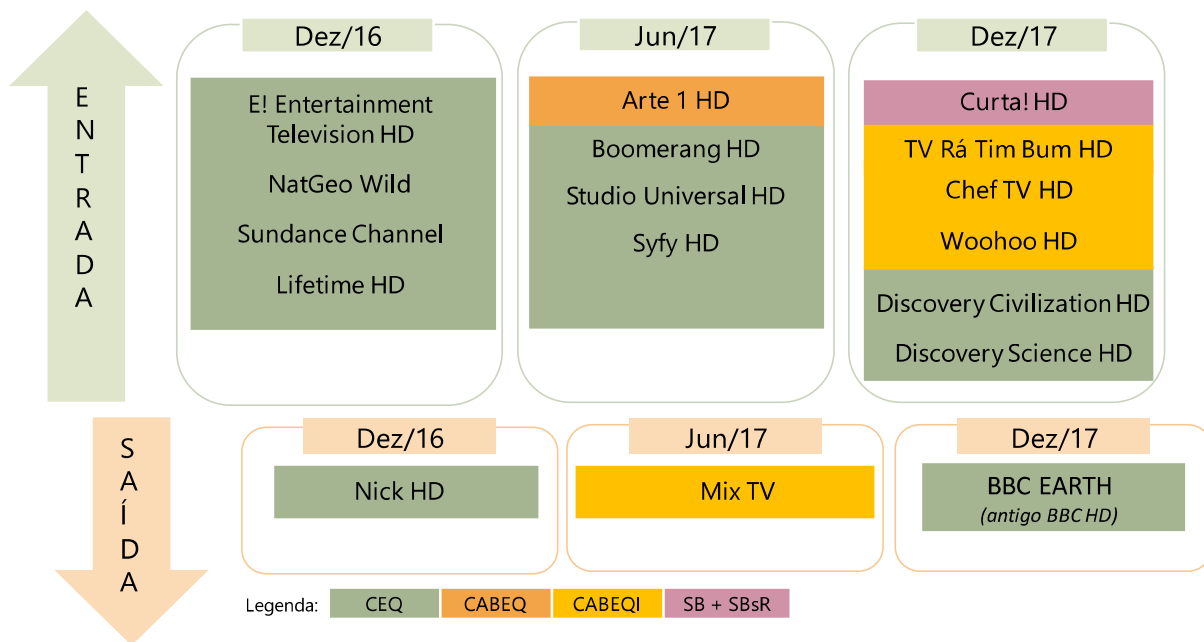 ENTRADA
Dez/16
E! Entertainment
Television HD
NatGeo Wild
Sundance Channel
Lifetime HD
Jun/17
Arte 1 HD
Boomerang HD
Studio Universal HD
Syfy HD
Dez/17
Curta! HD
TV Rá Tim Bum HD
Chef TV HD
Woohoo HD
Discovery Civilization HD
Discovery Science HD
SAÍDA
Dez/16
Nick HD
Jun/17
Mix TV
Dez/17
BBC EARTH
(antigo BBC HD)
Legenda: CEQ CABEQ CABEQI SB + SBsR